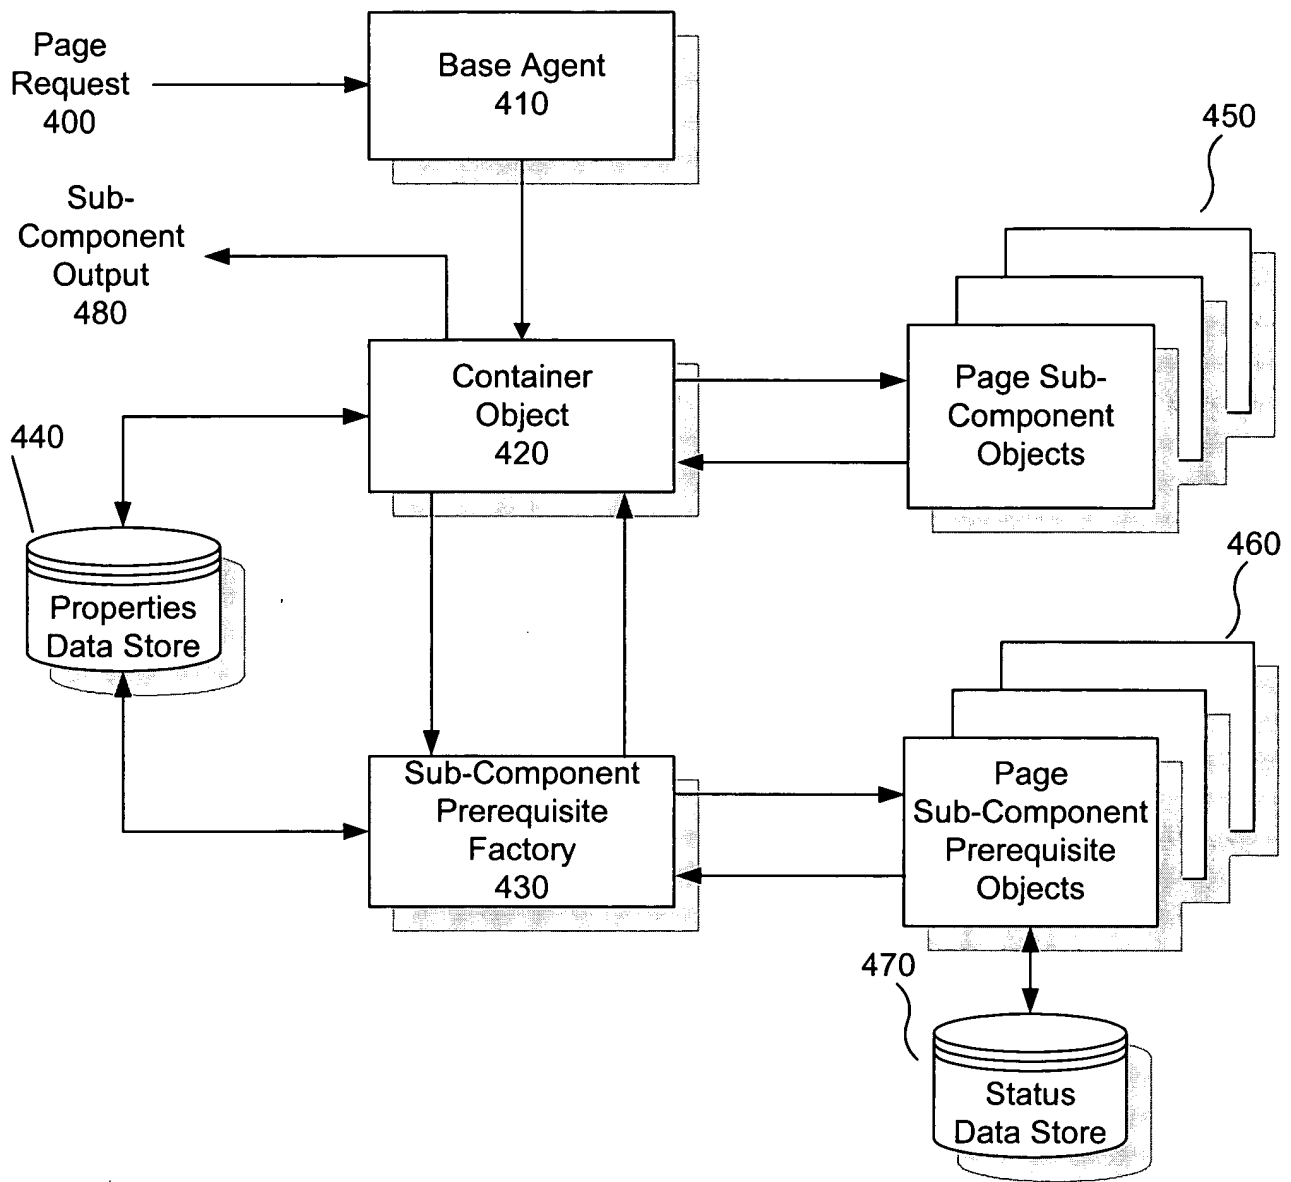 Page
Request
400
Base Agent
410
450
Sub-
Component
Output
480
Container
Object
420
Page Sub-
Component
Objects
440
Properties
Data Store
460
Sub-Component
Prerequisite
Factory
430
Page
Sub-Component
Prerequisite
Objects
470
Status
Data Store